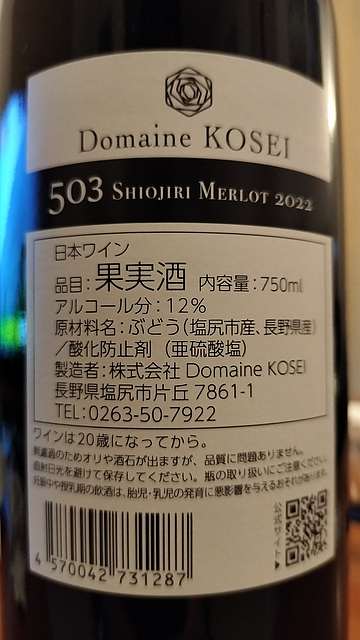 Domaine KOSEI
503 SHIOJIRI MERLOT 2022
日本ワイン
品目：果実酒 内容量：750ml
アルコール分：12%
原材料名：ぶどう（塩尻市産、長野県産）
／酸化防止剤（亜硫酸塩）
製造者：株式会社 Domaine KOSEI
長野県塩尻市片丘 7861-1
TEL：0263-50-7922
ワインは20歳になってから。
無濾過のためオリや酒石が出ますが、品質に問題ありません。
直射日光を避けて保存してください。瓶の取り扱いにご注意ください。
妊娠中や授乳期の飲酒は、胎児・乳児の発育に悪影響を与えるおそれがあります。
公式サイト▶
4 570042 731287